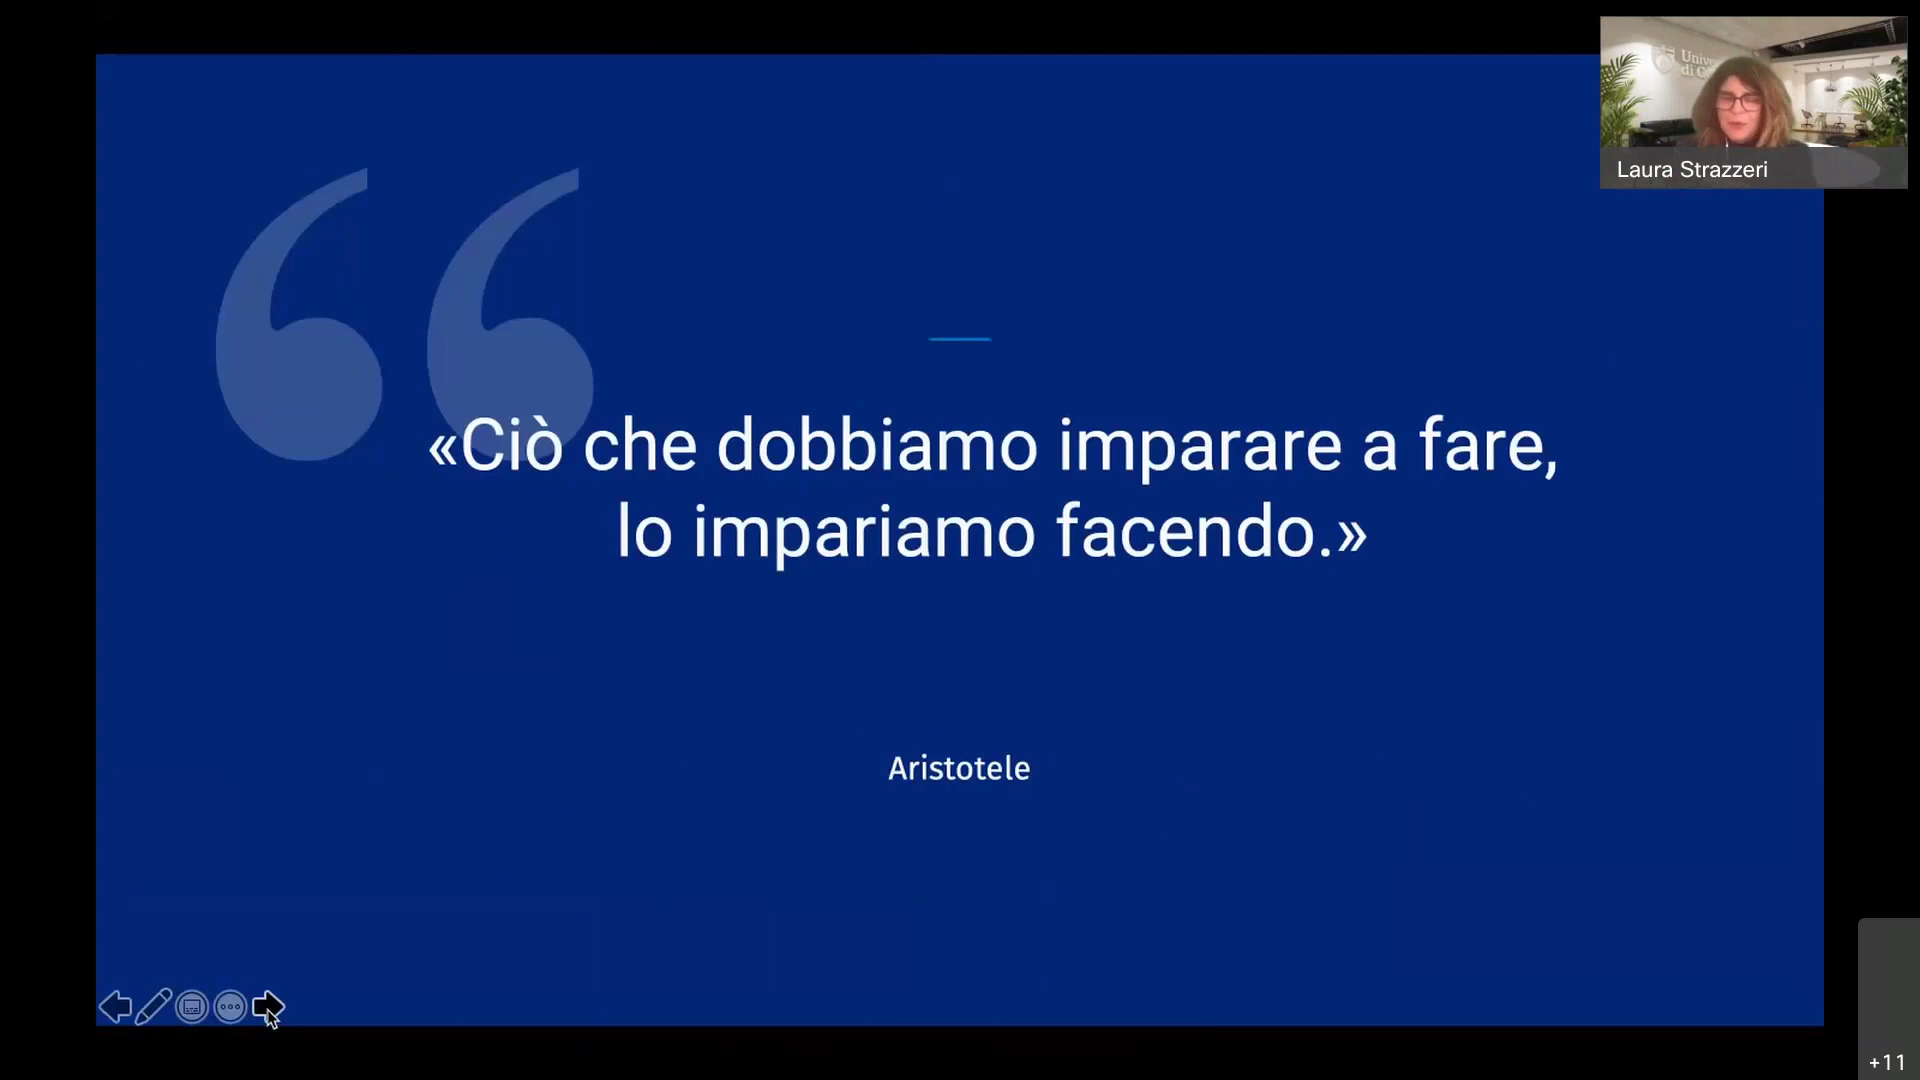 Laura Strazzeri
«Ciò che dobbiamo imparare a fare,
lo impariamo facendo.»
Aristotele
+11